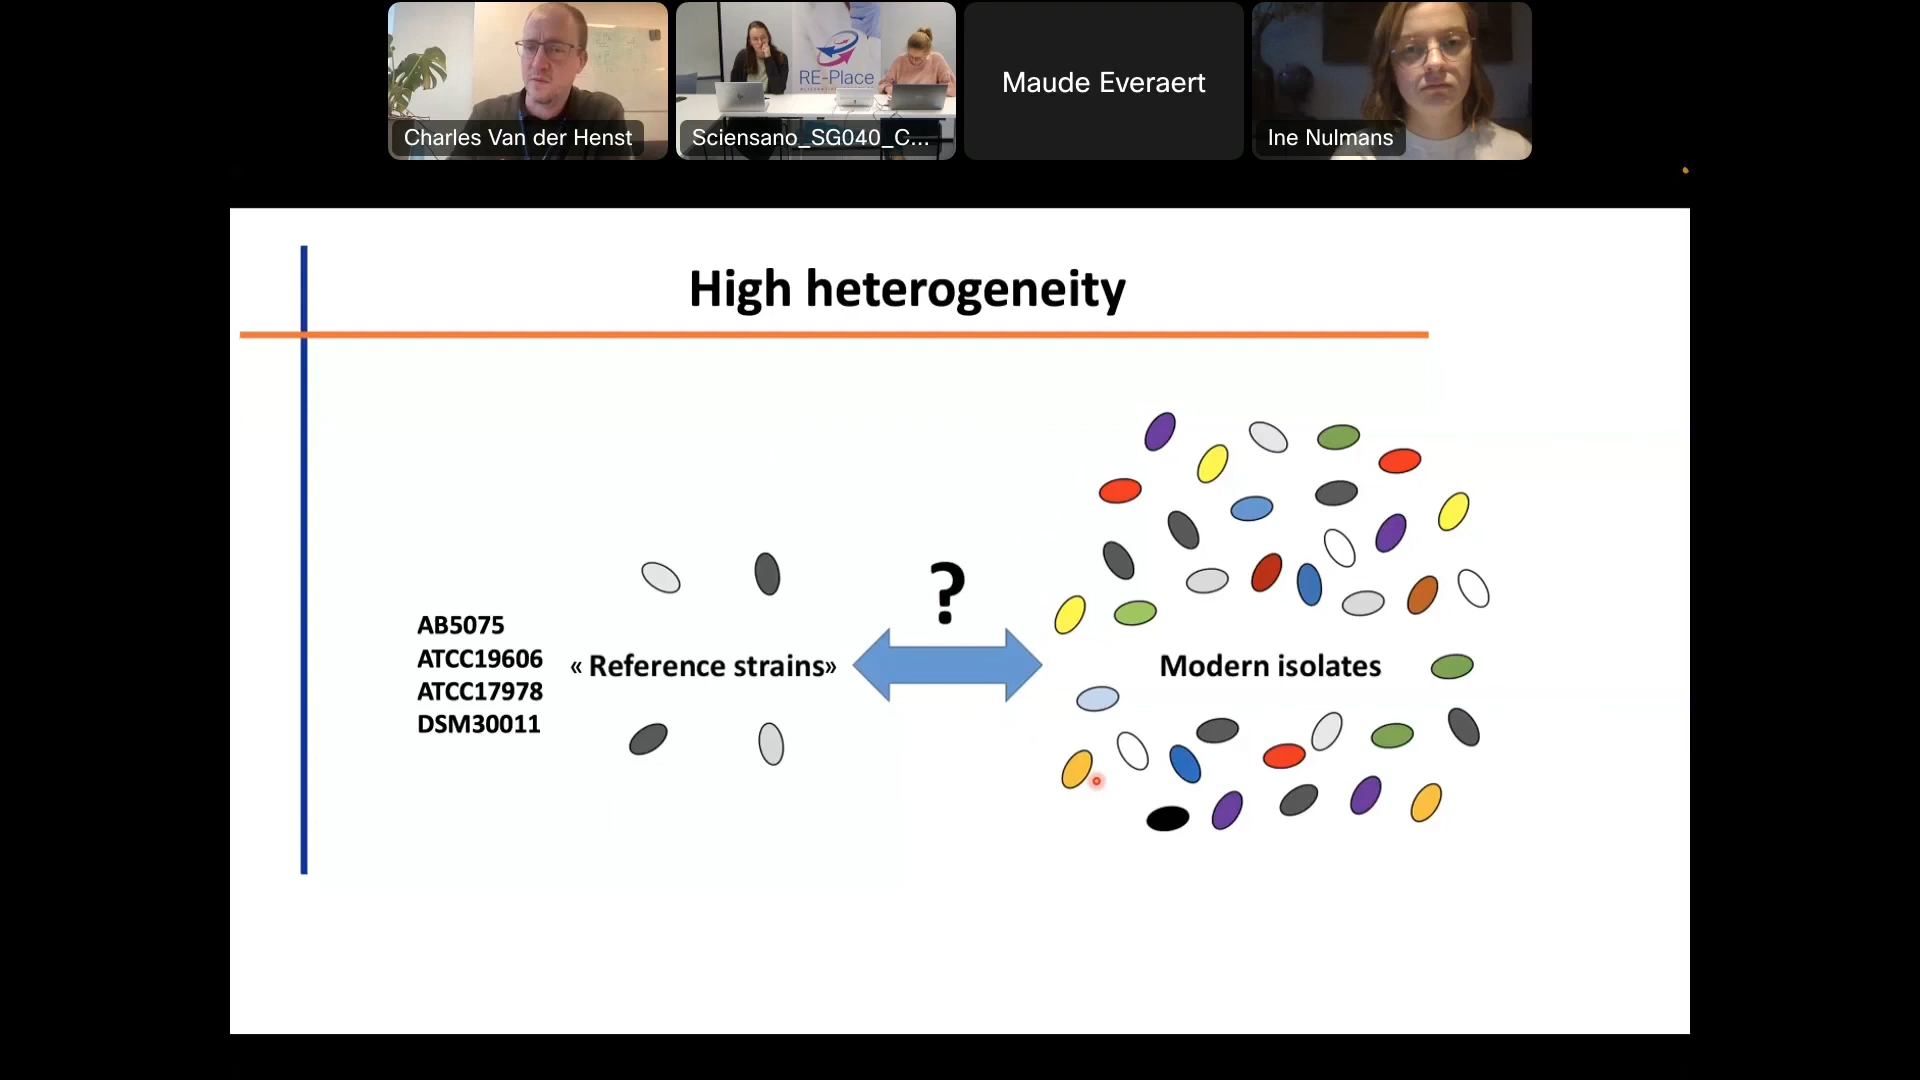 Charles Van der Henst
RE-Place
Sciensano_SG040_C...
Maude Everaert
Ine Nulmans
High heterogeneity
?
AB5075
ATCC19606
ATCC17978
DSM30011
« Reference strains»
Modern isolates